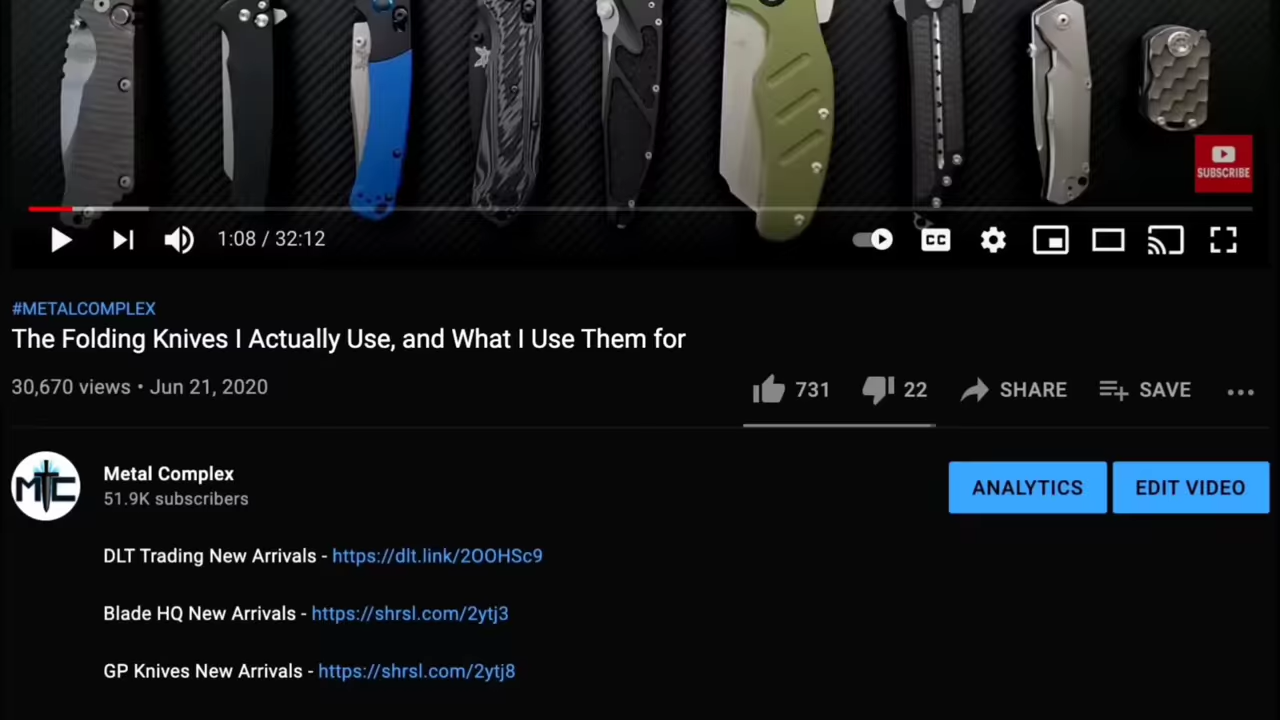 SUBSCRIBE
1:08 / 32:12
CC
#METALCOMPLEX
The Folding Knives I Actually Use, and What I Use Them for
30,670 views • Jun 21, 2020
731 22 SHARE SAVE
MTC
Metal Complex
51.9K subscribers
ANALYTICS EDIT VIDEO
DLT Trading New Arrivals - https://dlt.link/2OOHSc9
Blade HQ New Arrivals - https://shrsl.com/2ytj3
GP Knives New Arrivals - https://shrsl.com/2ytj8